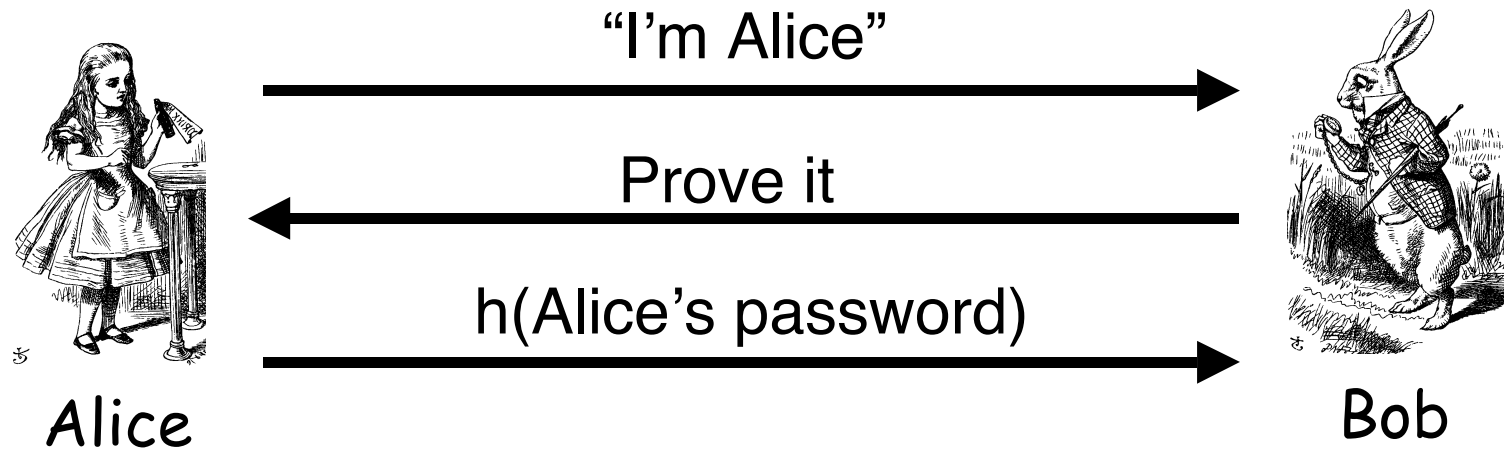 “I’m Alice”
Prove it
h(Alice’s password)
Alice
Bob